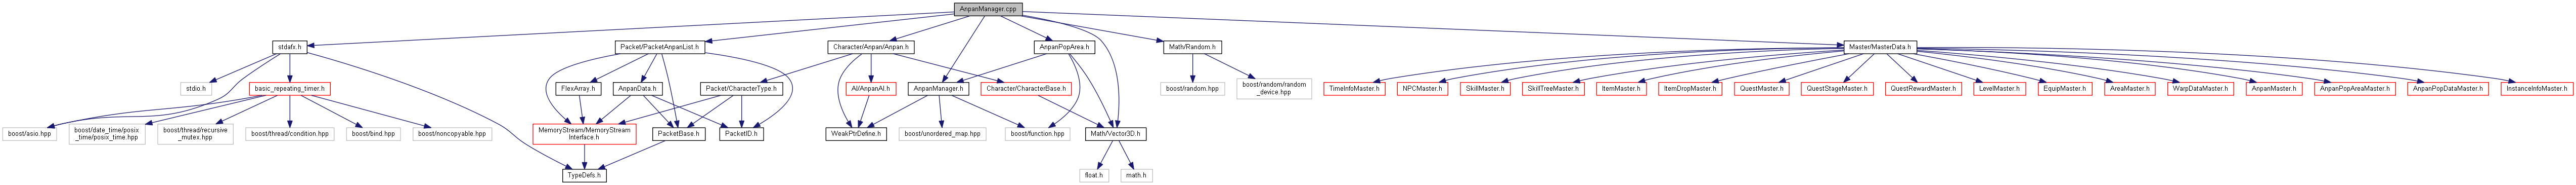 AnpanManager.cpp
stdafx.h
Packet/PacketAnpanList.h
Character/Anpan/Anpan.h
AnpanPopArea.h
Math/Random.h
Master/MasterData.h
stdio.h
basic_repeating_timer.h
FlexArray.h
AnpanData.h
Packet/CharacterType.h
AI/AnpanAI.h
AnpanManager.h
Character/CharacterBase.h
boost/random.hpp
boost/random/random
_device.hpp
TimeInfoMaster.h
NPCMaster.h
SkillMaster.h
SkillTreeMaster.h
ItemMaster.h
ItemDropMaster.h
QuestMaster.h
QuestStageMaster.h
QuestRewardMaster.h
LevelMaster.h
EquipMaster.h
AreaMaster.h
WarpDataMaster.h
AnpanMaster.h
AnpanPopAreaMaster.h
AnpanPopDataMaster.h
InstanceInfoMaster.h
boost/asio.hpp
boost/date_time/posix
_time/posix_time.hpp
boost/thread/recursive
_mutex.hpp
boost/thread/condition.hpp
boost/bind.hpp
boost/noncopyable.hpp
MemoryStream/MemoryStream
Interface.h
PacketBase.h
PacketID.h
WeakPtrDefine.h
boost/unordered_map.hpp
boost/function.hpp
Math/Vector3D.h
TypeDefs.h
float.h
math.h